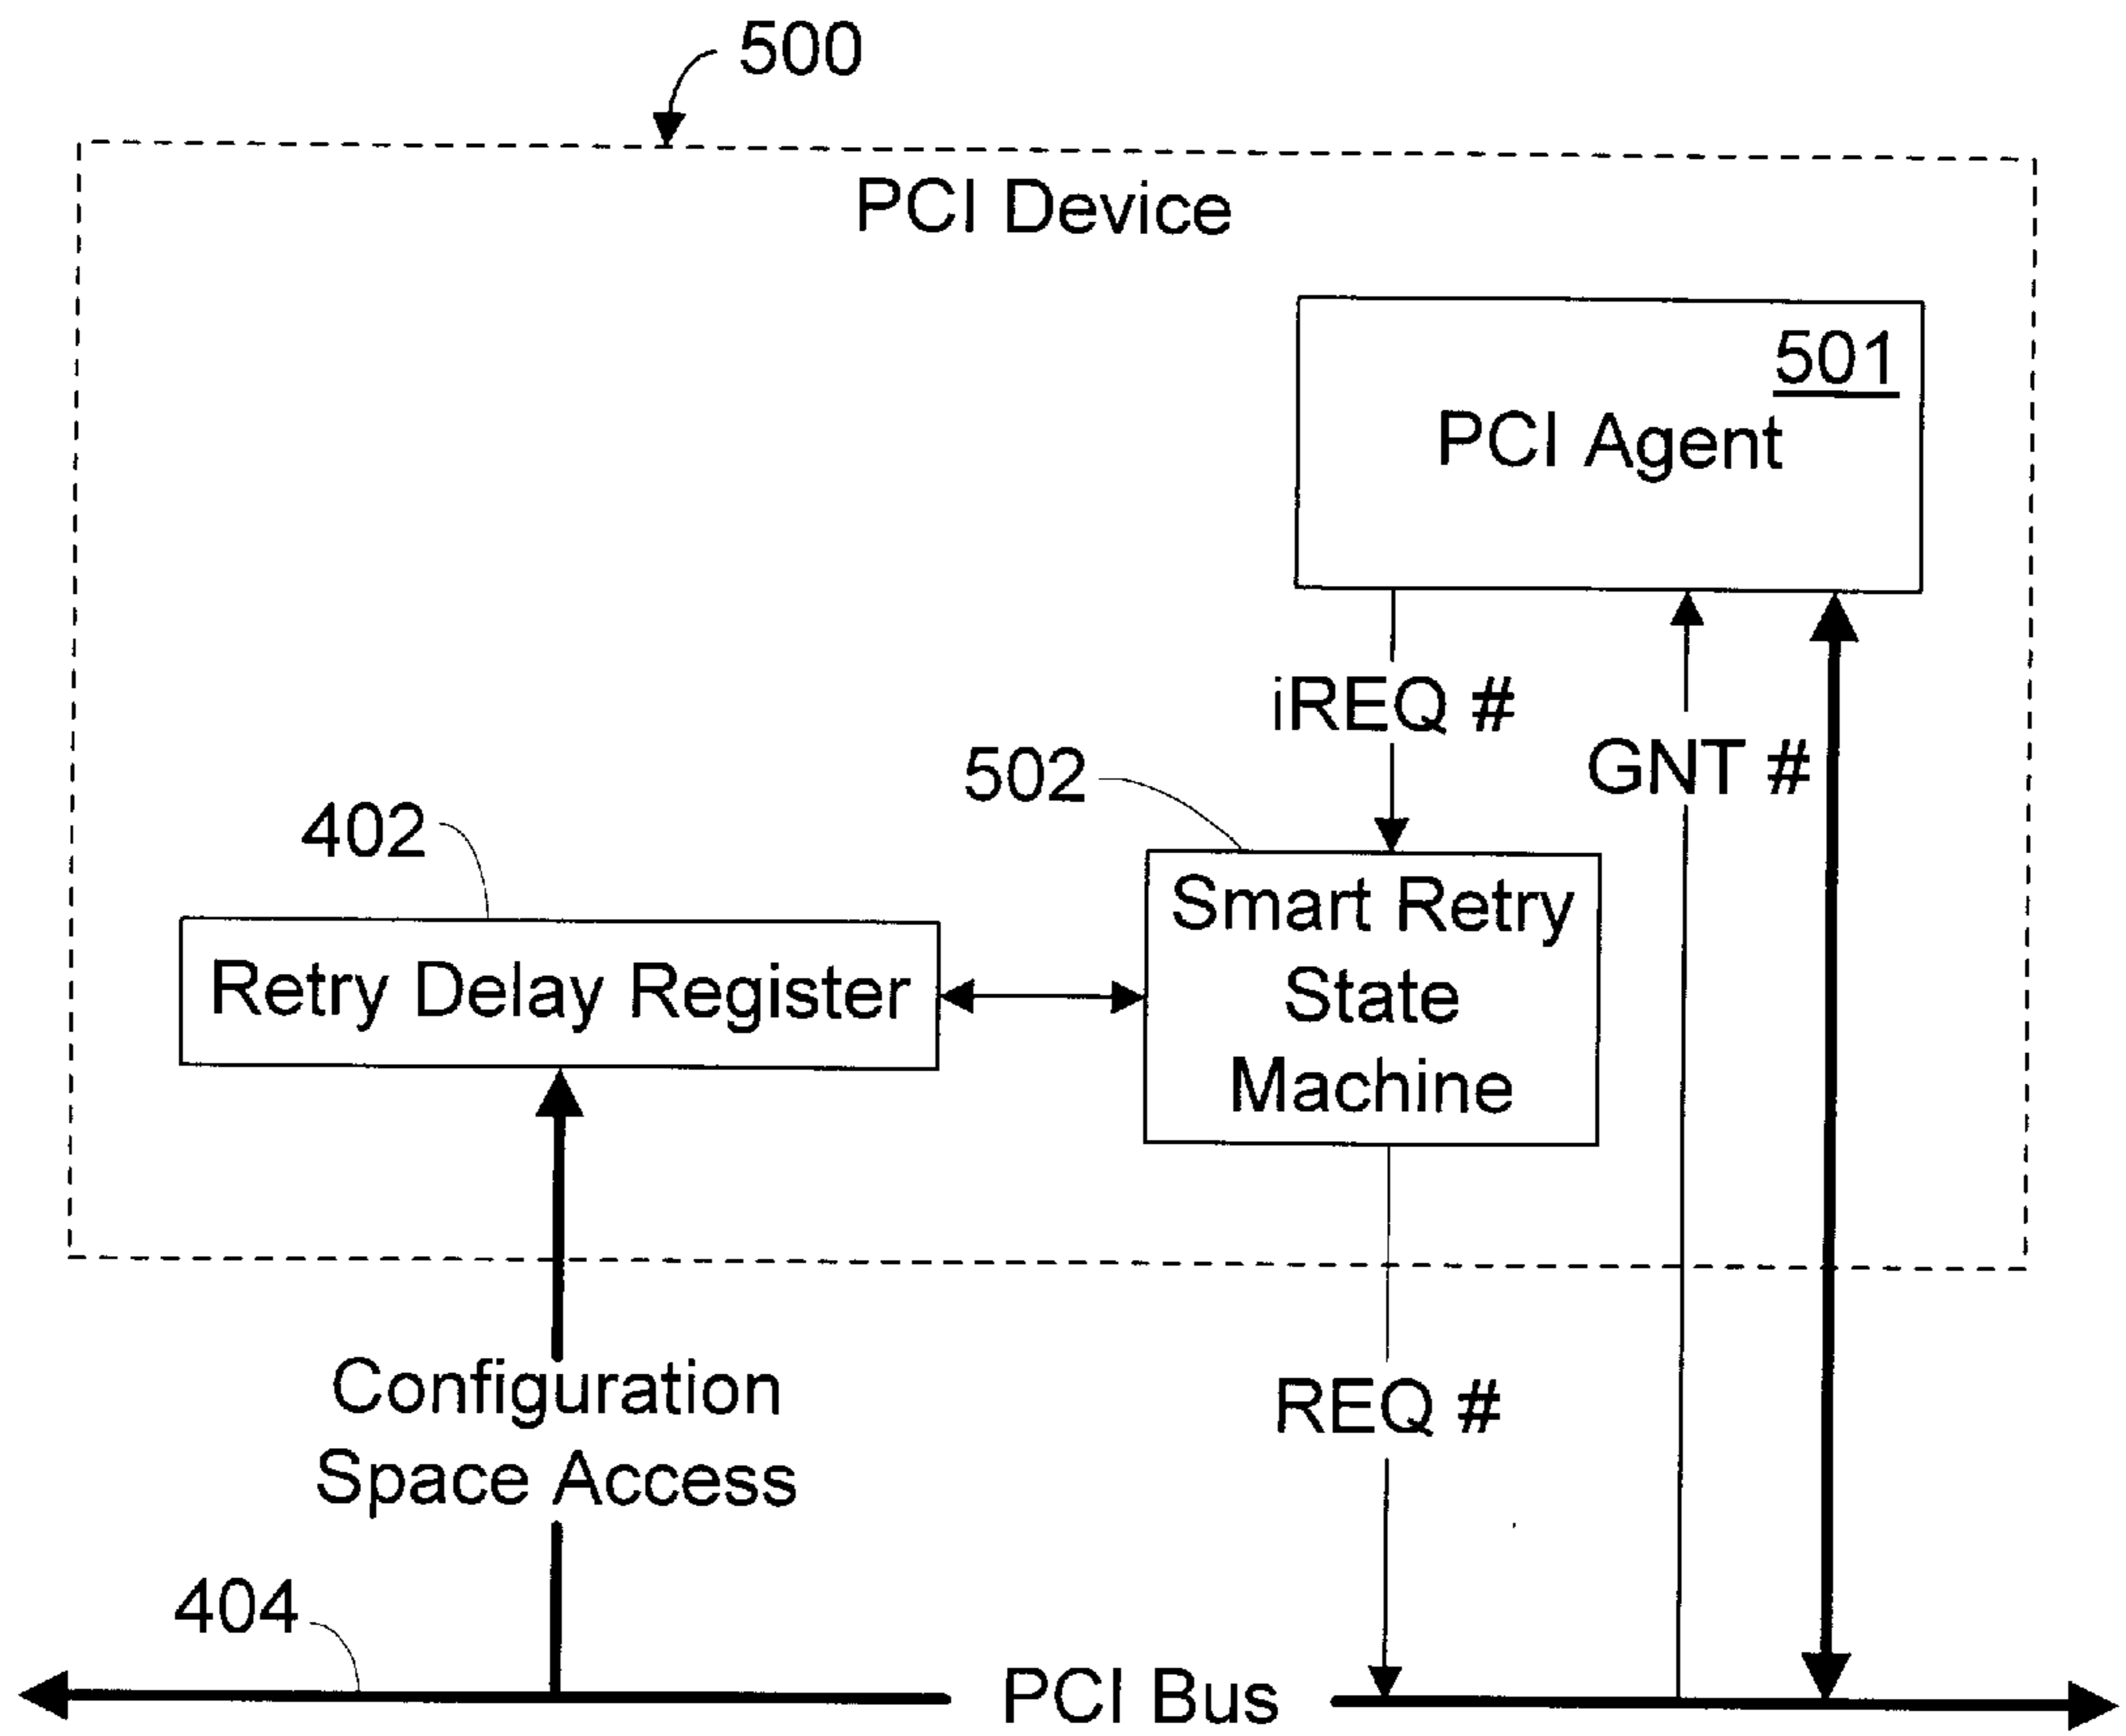 500
PCI Device
501
PCI Agent
iREQ #
GNT #
502
402
Smart Retry
State
Machine
Retry Delay Register
Configuration
Space Access
REQ #
404
PCI Bus